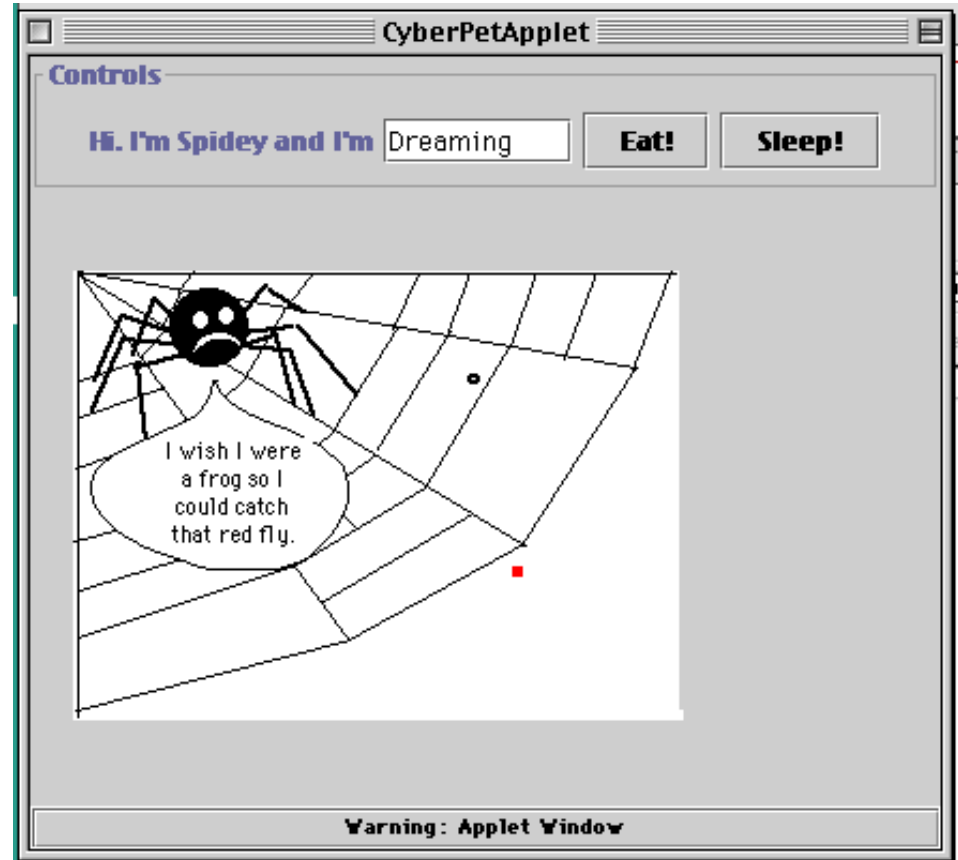 CyberPetApplet
Controls
Hi. I'm Spidey and I'm Dreaming Eat! Sleep!
I wish I were
a frog so I
could catch
that red fly.
Warning: Applet Window